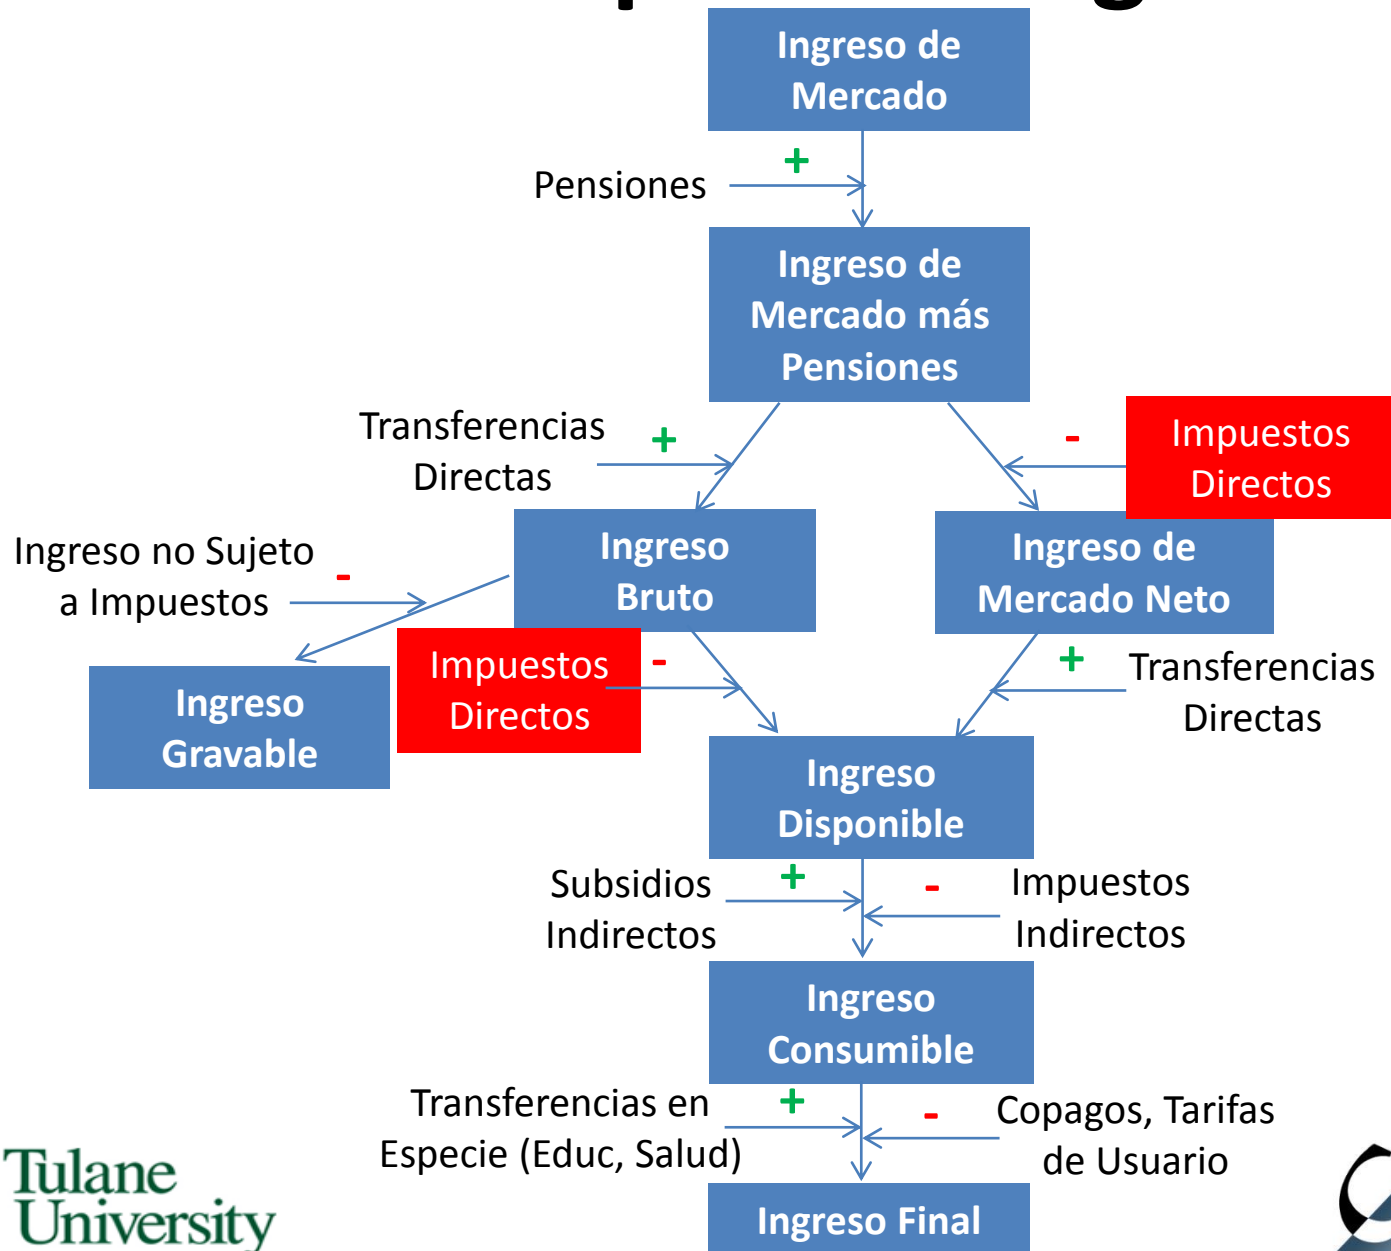 Ingreso de
Mercado
+
Pensiones
Ingreso de
Mercado más
Pensiones
Transferencias
Directas
+
-
Impuestos
Directos
Ingreso no Sujeto
a Impuestos
-
Ingreso
Bruto
Ingreso de
Mercado Neto
Ingreso
Gravable
Impuestos
Directos
-
+
Transferencias
Directas
Ingreso
Disponible
Subsidios
Indirectos
+
-
Impuestos
Indirectos
Ingreso
Consumible
Transferencias en
Especie (Educ, Salud)
+
-
Copagos, Tarifas
de Usuario
Ingreso Final
Tulane
University